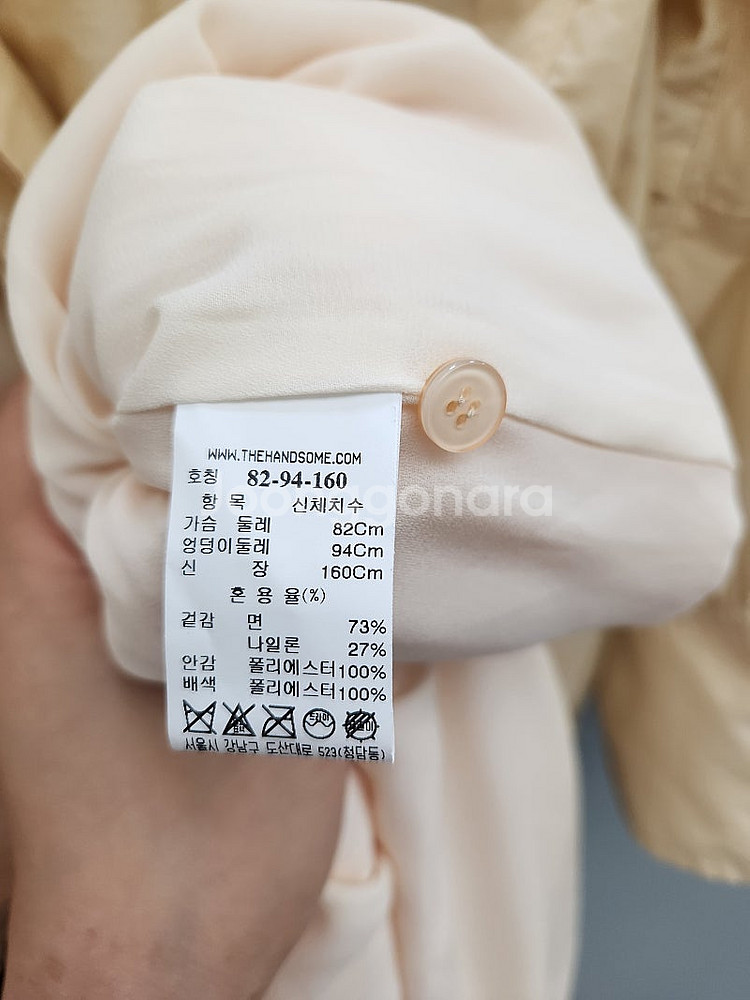 WWW.THEHANDSOME.COM
호칭 82-94-160
항 목 신체치수
가슴 둘레 82Cm
엉덩이둘레 94Cm
신 장 160Cm
혼 용 율(%)
겉감 면 73%
나일론 27%
안감 폴리에스터100%
배색 폴리에스터100%
드라이
서울시 강남구 도산대로 523(청담동)